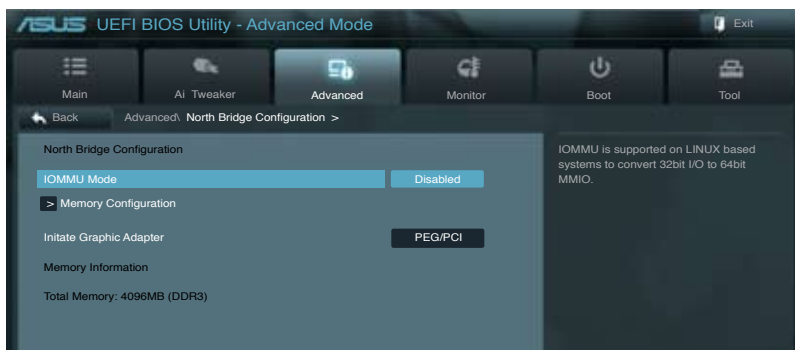 ASUS UEFI BIOS Utility - Advanced Mode
Exit
Main
Ai Tweaker
Advanced
Monitor
Boot
Tool
Back
Advanced\ North Bridge Configuration >
North Bridge Configuration
IOMMU Mode Disabled
> Memory Configuration
Initate Graphic Adapter PEG/PCI
Memory Information
Total Memory: 4096MB (DDR3)
IOMMU is supported on LINUX based
systems to convert 32bit I/O to 64bit
MMIO.